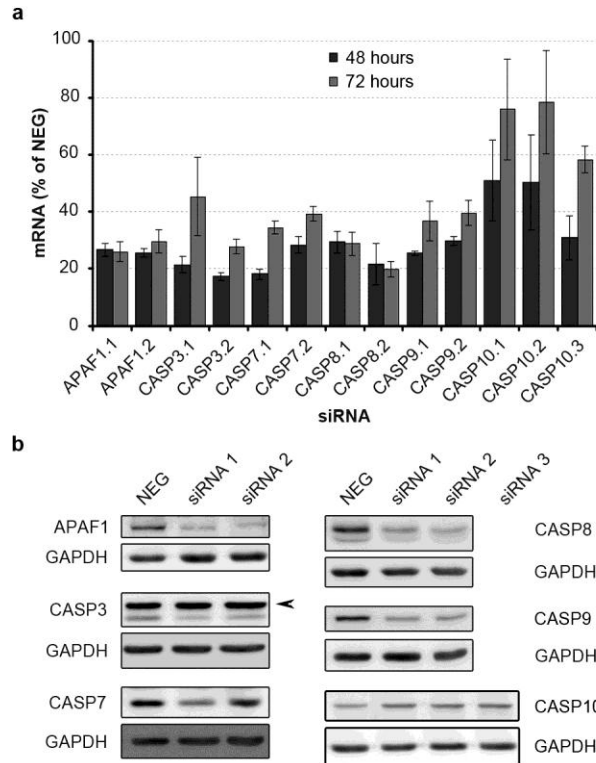 a
100
80
60
40
20
0
mRNA (% of NEG)
48 hours
72 hours
APAF1.1
APAF1.2
CASP3.1
CASP3.2
CASP7.1
CASP7.2
CASP8.1
CASP8.2
CASP9.1
CASP9.2
CASP10.1
CASP10.2
CASP10.3
siRNA
b
NEG siRNA 1 siRNA 2
APAF1
GAPDH
CASP3
GAPDH
CASP7
GAPDH
NEG siRNA 1 siRNA 2 siRNA 3
CASP8
GAPDH
CASP9
GAPDH
CASP10
GAPDH